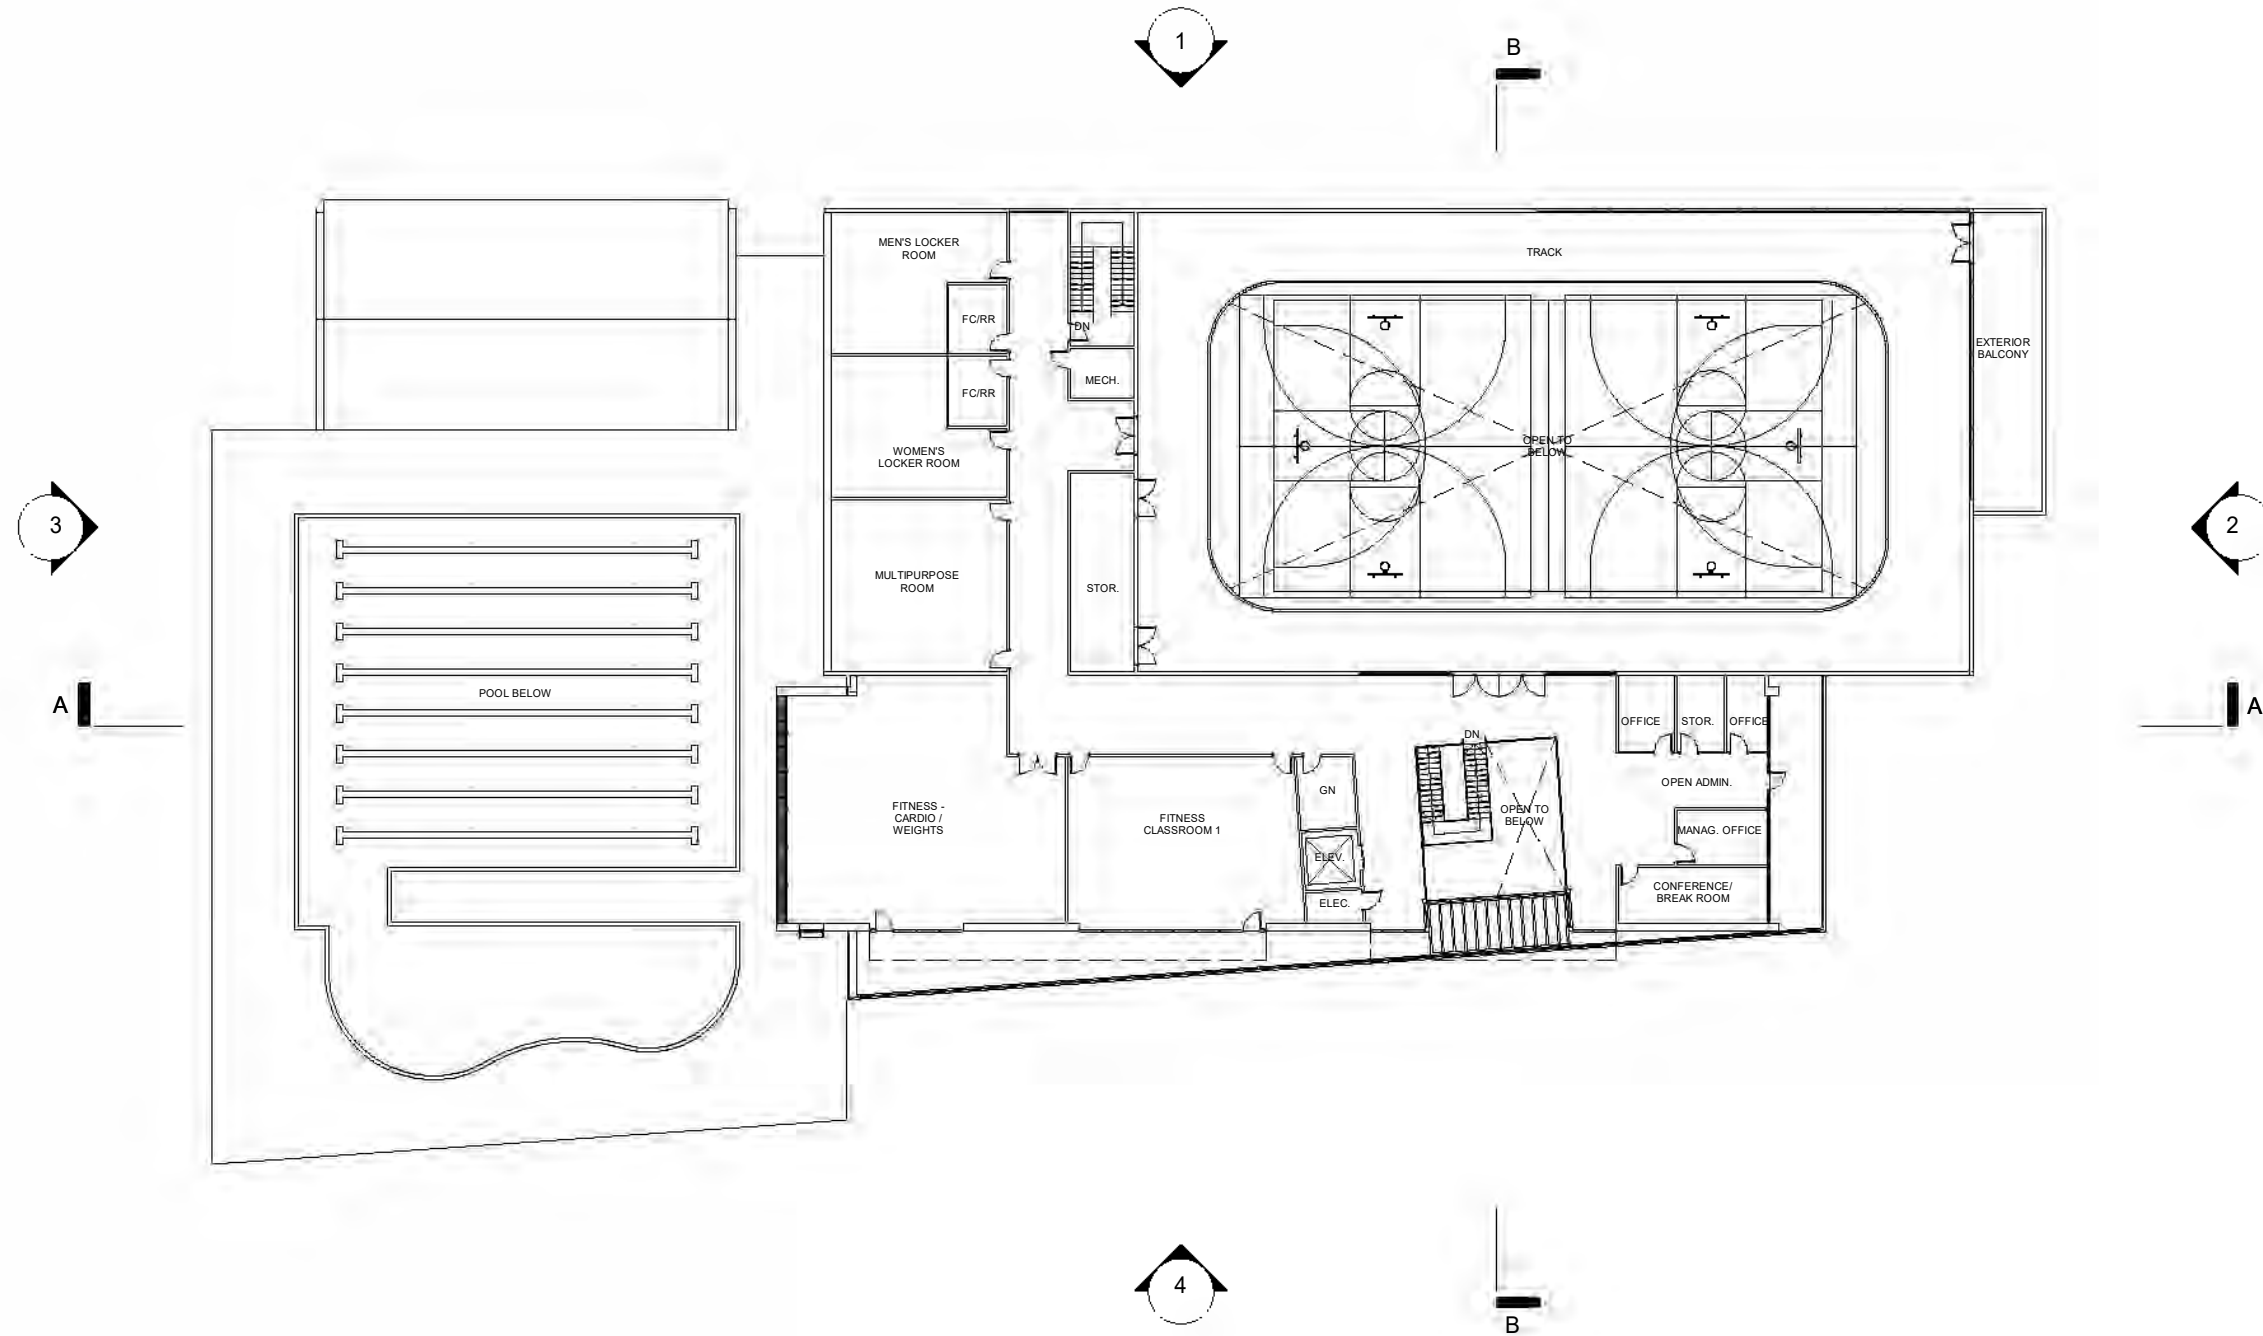 1
B
MEN'S LOCKER
ROOM
TRACK
FC/RR
DN
EXTERIOR
BALCONY
MECH.
FC/RR
OPEN TO
BELOW
WOMEN'S
LOCKER ROOM
3
2
MULTIPURPOSE
ROOM
STOR.
POOL BELOW
A
A
OFFICE
STOR.
OFFICE
DN
OPEN ADMIN.
GN
FITNESS -
CARDIO /
WEIGHTS
FITNESS
CLASSROOM 1
OPEN TO
BELOW
MANAG. OFFICE
ELEV.
CONFERENCE/
BREAK ROOM
ELEC.
4
B